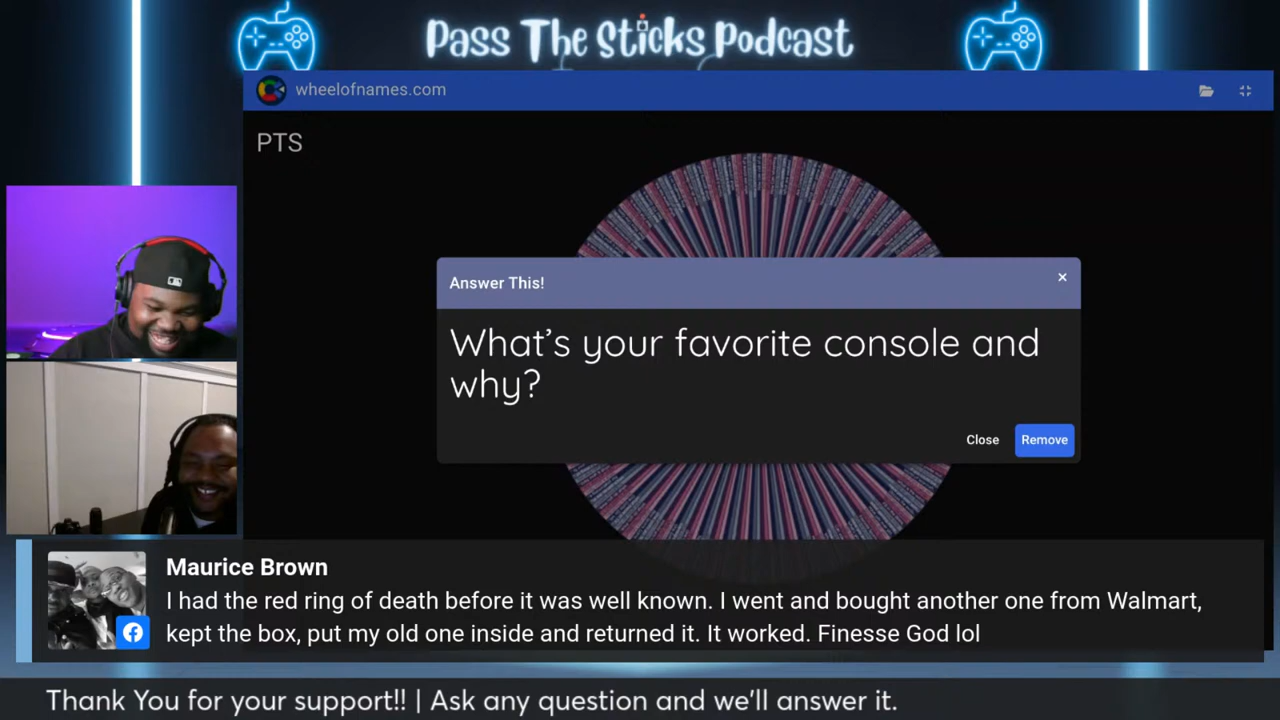 Pass The Sticks Podcast
wheelofnames.com
PTS
Answer This!
What's your favorite console and
why?
Close
Remove
Maurice Brown
I had the red ring of death before it was well known. I went and bought another one from Walmart,
kept the box, put my old one inside and returned it. It worked. Finesse God lol
Thank You for your support!! | Ask any question and we'll answer it.